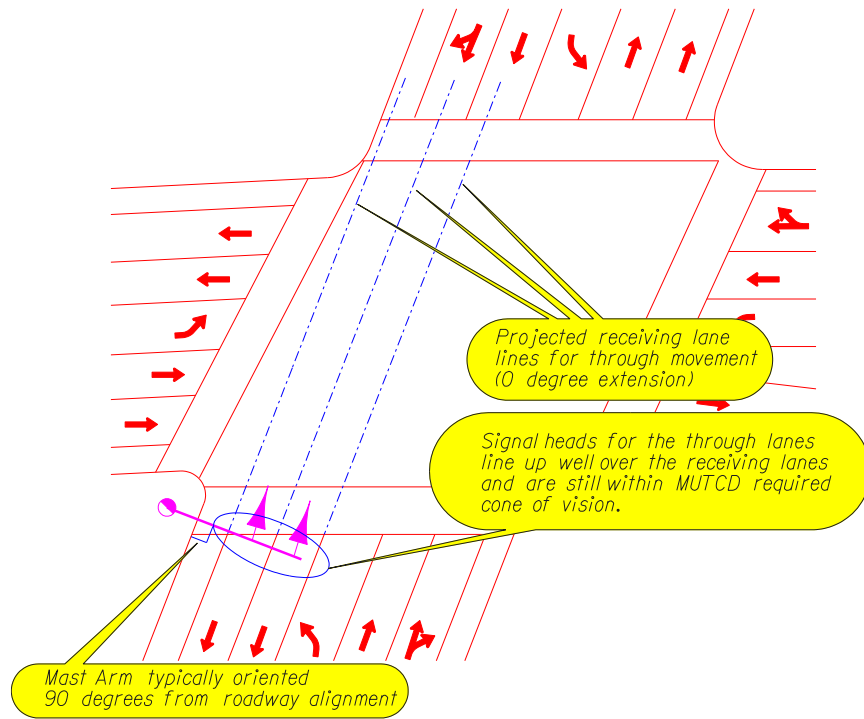 Projected receiving lane
lines for through movement
(0 degree extension)
Signal heads for the through lanes
line up well over the receiving lanes
and are still within MUTCD required
cone of vision.
Mast Arm typically oriented
90 degrees from roadway alignment